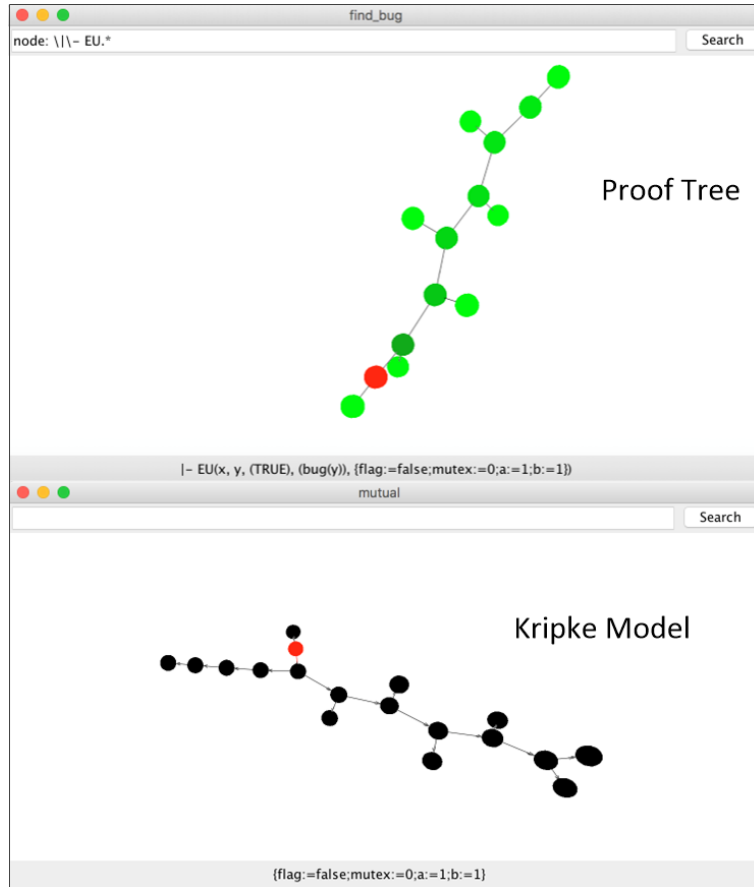 find_bug
node: \|\- EU.*
Search
Proof Tree
|- EU(x, y, (TRUE), (bug(y)), {flag:=false;mutex:=0;a:=1;b:=1})
mutual
Search
Kripke Model
{flag:=false;mutex:=0;a:=1;b:=1}